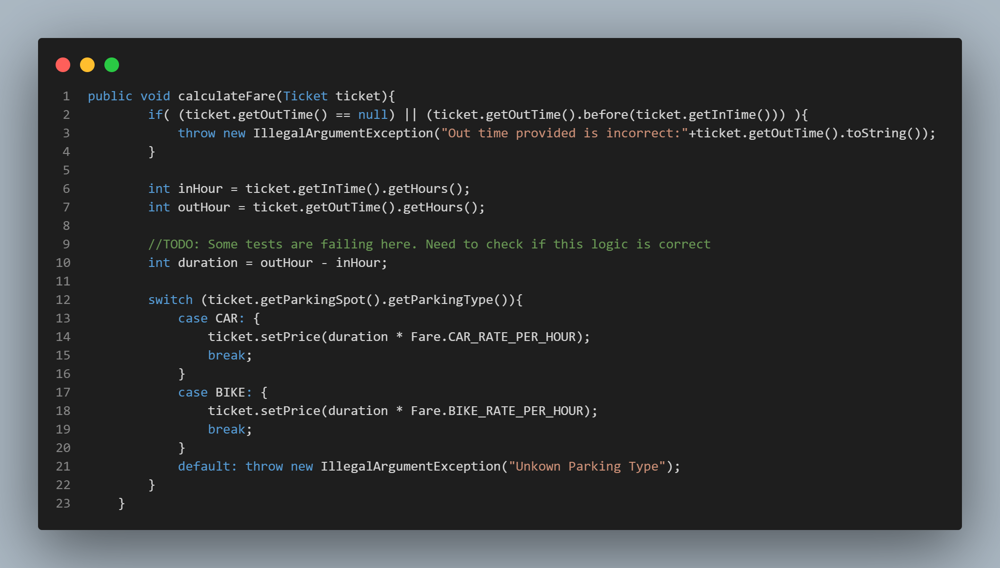 1 public void calculateFare(Ticket ticket){
2 if( (ticket.getOutTime() == null) || (ticket.getOutTime().before(ticket.getInTime())) ){
3 throw new IllegalArgumentException("Out time provided is incorrect:"+ticket.getOutTime().toString());
4 }
5
6 int inHour = ticket.getInTime().getHours();
7 int outHour = ticket.getOutTime().getHours();
8
9 //TODO: Some tests are failing here. Need to check if this logic is correct
10 int duration = outHour - inHour;
11
12 switch (ticket.getParkingSpot().getParkingType()){
13 case CAR: {
14 ticket.setPrice(duration * Fare.CAR_RATE_PER_HOUR);
15 break;
16 }
17 case BIKE: {
18 ticket.setPrice(duration * Fare.BIKE_RATE_PER_HOUR);
19 break;
20 }
21 default: throw new IllegalArgumentException("Unkown Parking Type");
22 }
23 }